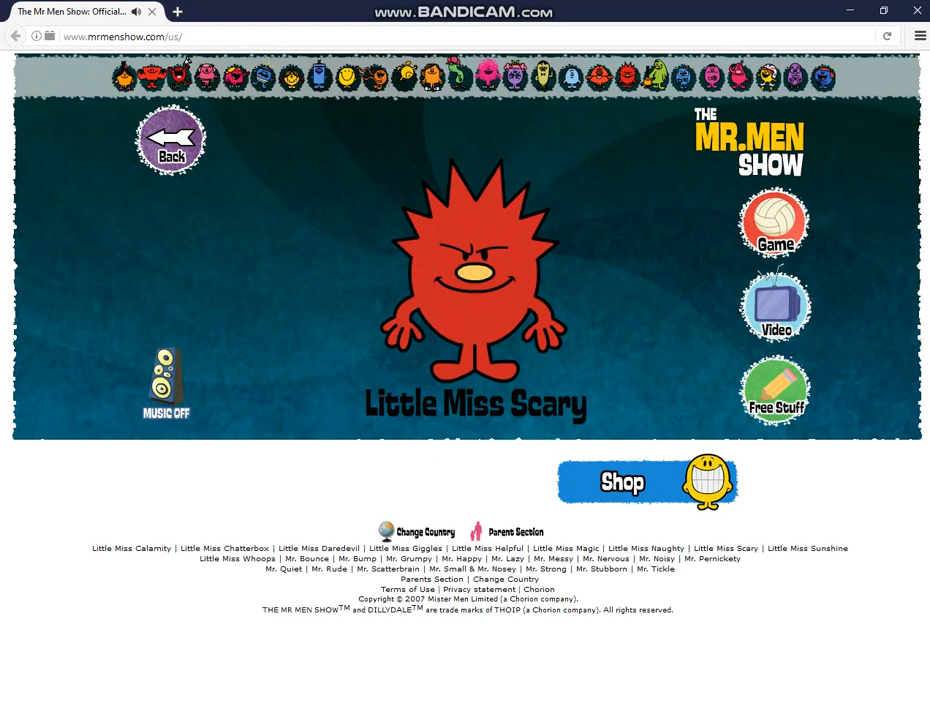 The Mr Men Show: Official...
www.BANDICAM.com
www.mrmenshow.com/us/
Back
THE
MR.MEN
SHOW
Game
Video
Free Stuff
MUSIC OFF
Little Miss Scary
Shop
Change Country
Parent Section
Little Miss Calamity | Little Miss Chatterbox | Little Miss Daredevil | Little Miss Giggles | Little Miss Helpful | Little Miss Magic | Little Miss Naughty | Little Miss Scary | Little Miss Sunshine
Little Miss Whoops | Mr. Bounce | Mr. Bump | Mr. Grumpy | Mr. Happy | Mr. Lazy | Mr. Messy | Mr. Nervous | Mr. Noisy | Mr. Pernickety
Mr. Quiet | Mr. Rude | Mr. Scatterbrain | Mr. Small & Mr. Nosey | Mr. Strong | Mr. Stubborn | Mr. Tickle
Parents Section | Change Country
Terms of Use | Privacy statement | Chorion
Copyright © 2007 Mister Men Limited (a Chorion company).
THE MR MEN SHOW™ and DILLYDALE™ are trade marks of THOIP (a Chorion company). All rights reserved.